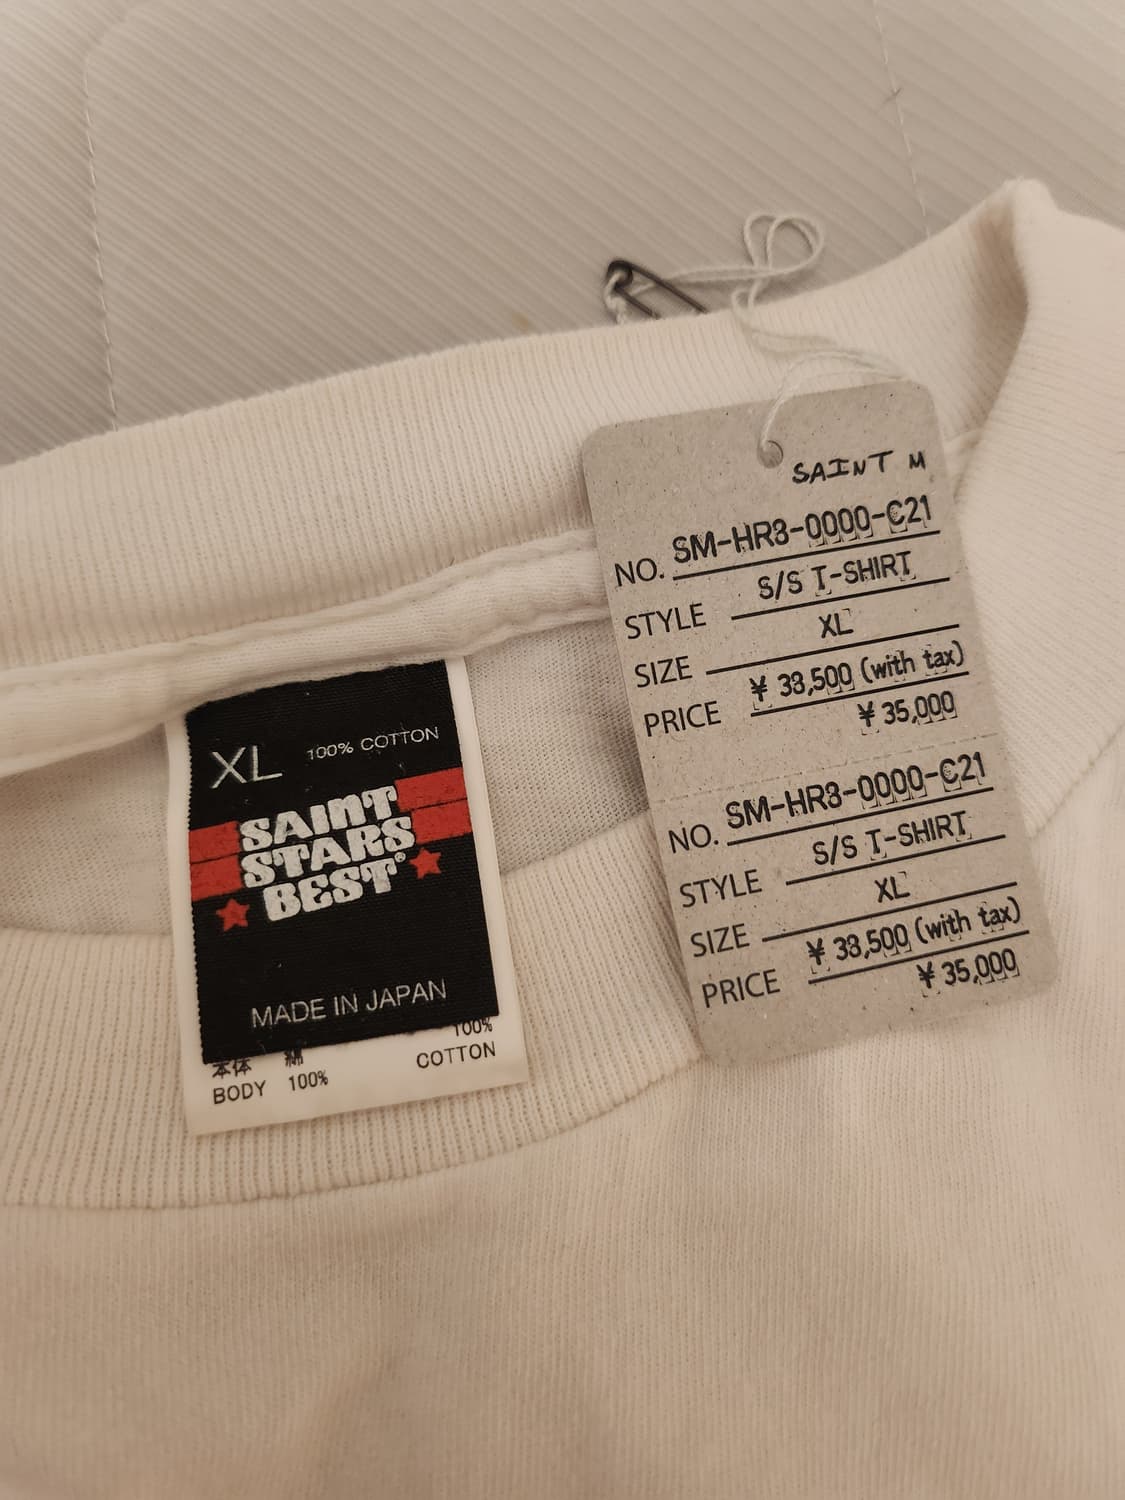 XL 100% COTTON
SAINT
STARS
BEST®
MADE IN JAPAN
本体 綿 100%
BODY 100% COTTON
SAINT M
NO. SM-HR3-0000-C21
STYLE S/S T-SHIRT
SIZE XL
PRICE ¥ 38,500 (with tax)
¥ 35,000
NO. SM-HR3-0000-C21
STYLE S/S T-SHIRT
SIZE XL
PRICE ¥ 38,500 (with tax)
¥ 35,000